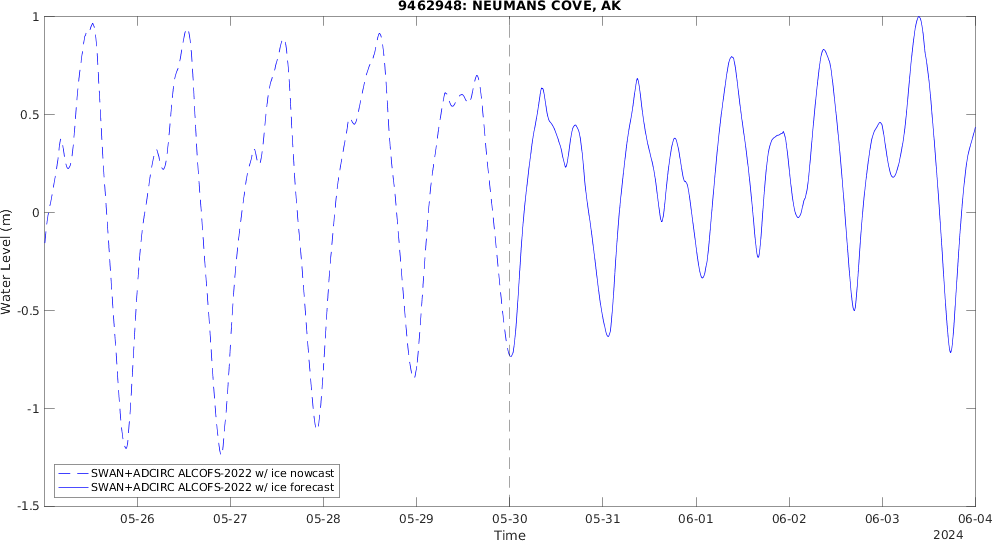 9462948: NEUMANS COVE, AK
Water Level (m)
1
0.5
0
-0.5
-1
-1.5
SWAN+ADCIRC ALCOFS-2022 w/ ice nowcast
SWAN+ADCIRC ALCOFS-2022 w/ ice forecast
05-26 05-27 05-28 05-29 05-30 05-31 06-01 06-02 06-03 06-04
Time
2024